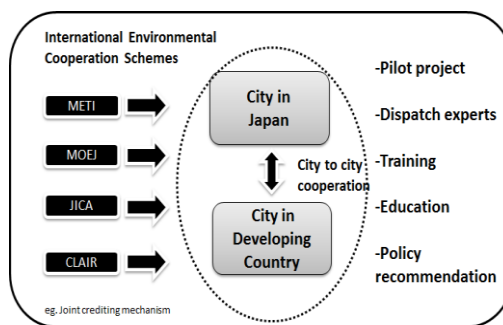 International Environmental
Cooperation Schemes
METI
MOEJ
JICA
CLAIR
eg. Joint crediting mechanism
City in
Japan
City to city
cooperation
City in
Developing
Country
-Pilot project
-Dispatch experts
-Training
-Education
-Policy
recommendation